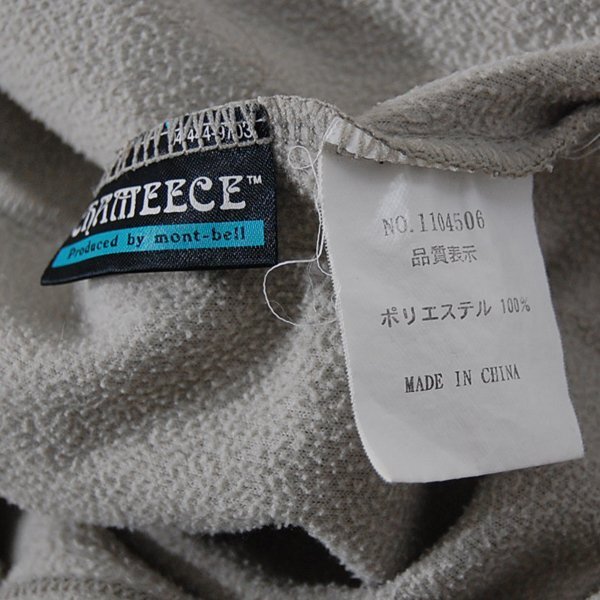 CHAMEECE™
Produced by mont-bell
NO. 1104506
品質表示
ポリエステル 100%
MADE IN CHINA